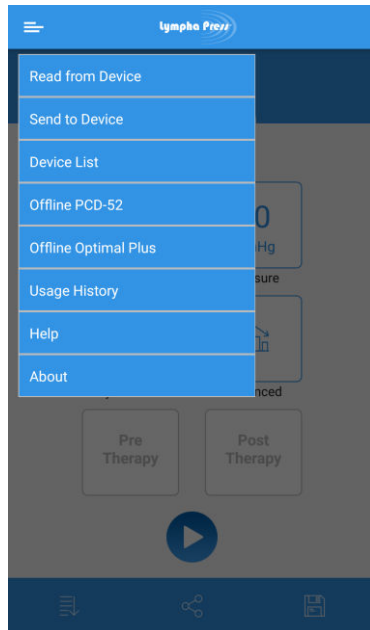 Lympha Press
Read from Device
Send to Device
Device List
Offline PCD-52
0
Offline Optimal Plus
Hg
Usage History
sure
Help
About
nced
Pre
Therapy
Post
Therapy